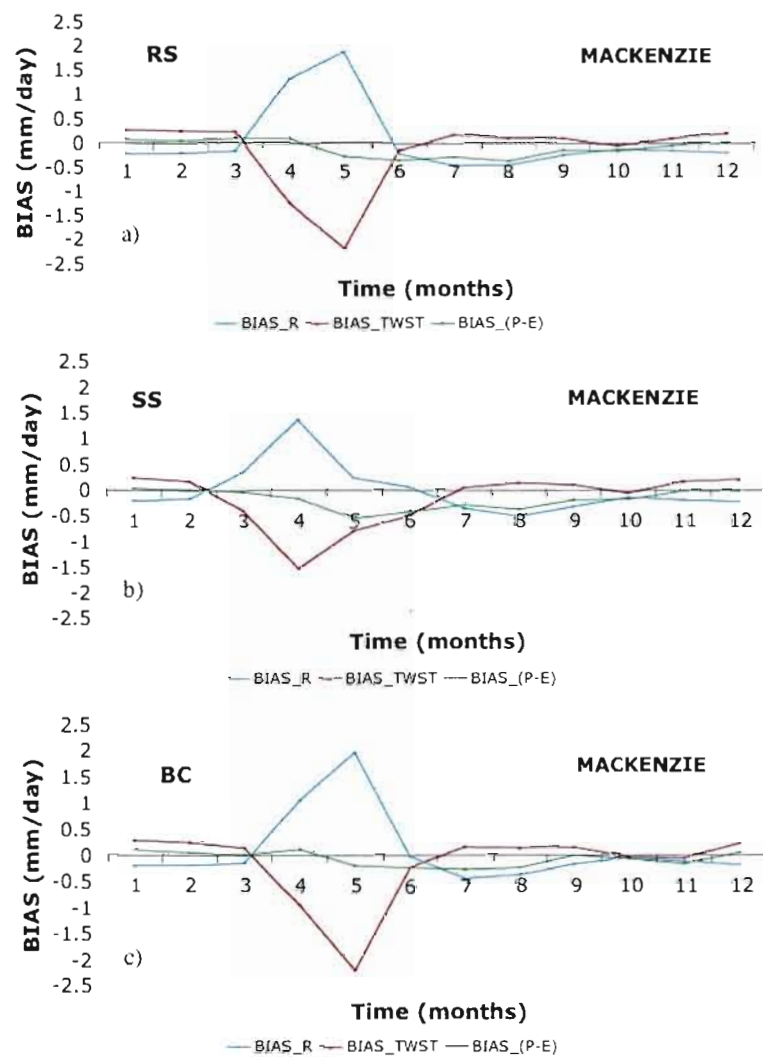 2.5
2
1.5
1
0.5
0
-0.5
-1
-1.5
-2
-2.5
BIAS (mm/day)
RS
MACKENZIE
1 2 3 4 5 6 7 8 9 10 11 12
a)
Time (months)
BIAS_R BIAS_TWST BIAS_(P-E)
2.5
2
1.5
1
0.5
0
-0.5
-1
-1.5
-2
-2.5
BIAS (mm/day)
SS
MACKENZIE
1 2 3 4 5 6 7 8 9 10 11 12
b)
Time (months)
BIAS_R BIAS_TWST BIAS_(P-E)
2.5
2
1.5
1
0.5
0
-0.5
-1
-1.5
-2
-2.5
BIAS (mm/day)
BC
MACKENZIE
1 2 3 4 5 6 7 8 9 10 11 12
c)
Time (months)
BIAS_R BIAS_TWST BIAS_(P-E)